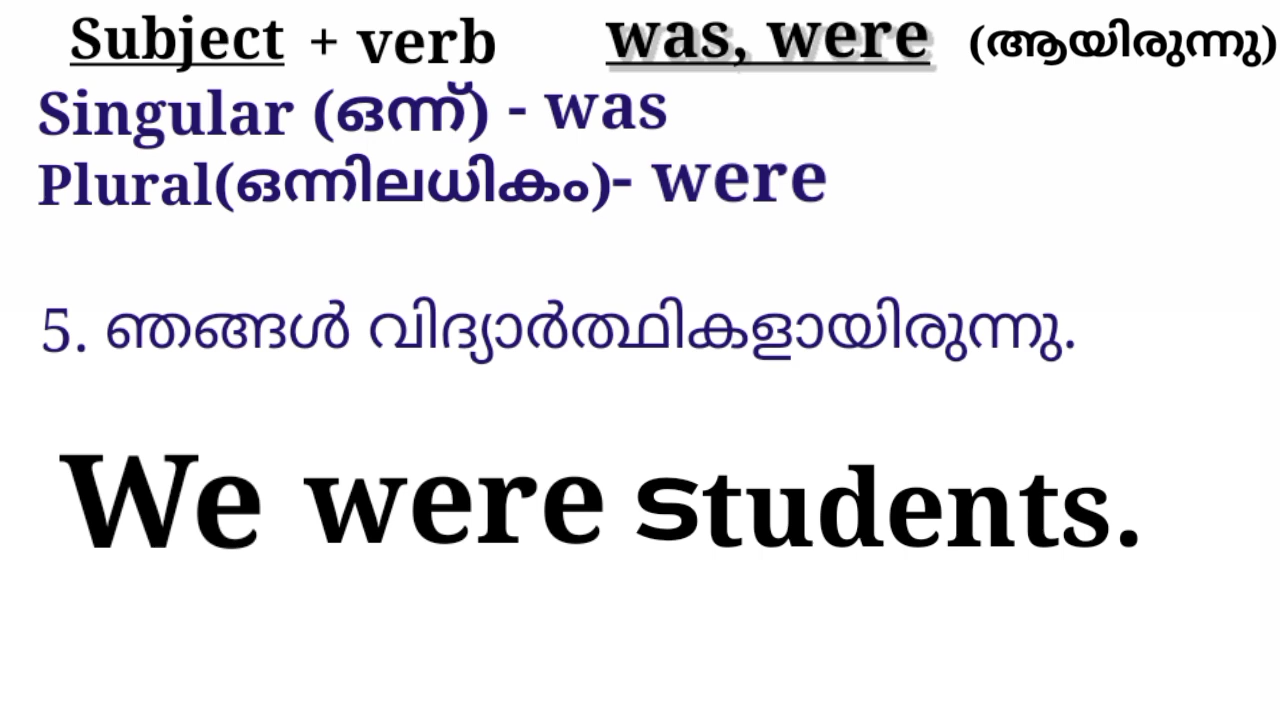 Subject + verb was, were (ആയിരുന്നു)
Singular (ഒന്ന്) - was
Plural(ഒന്നിലധികം)- were
5. ഞങ്ങൾ വിദ്യാർത്ഥികളായിരുന്നു.
We were students.